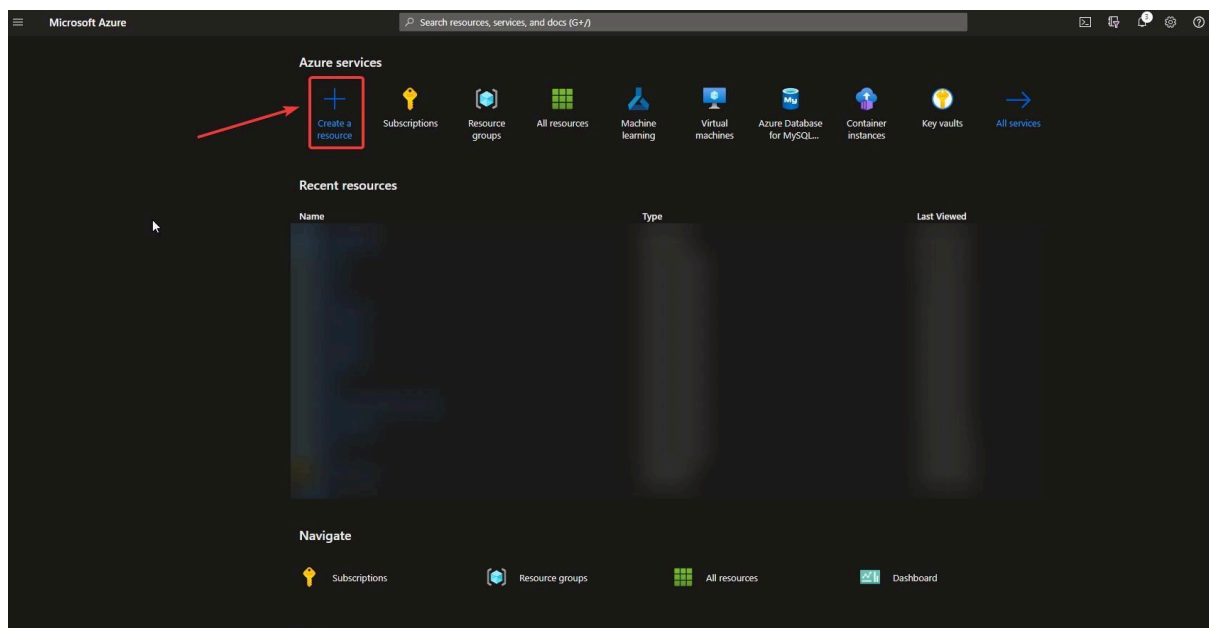 Microsoft Azure
Search resources, services, and docs (G+/)
Azure services
Create a
resource
Subscriptions
Resource
groups
All resources
Machine
learning
Virtual
machines
My
Azure Database
for MySQL...
Container
instances
Key vaults
All services
Recent resources
Name Type Last Viewed
Navigate
Subscriptions Resource groups All resources Dashboard